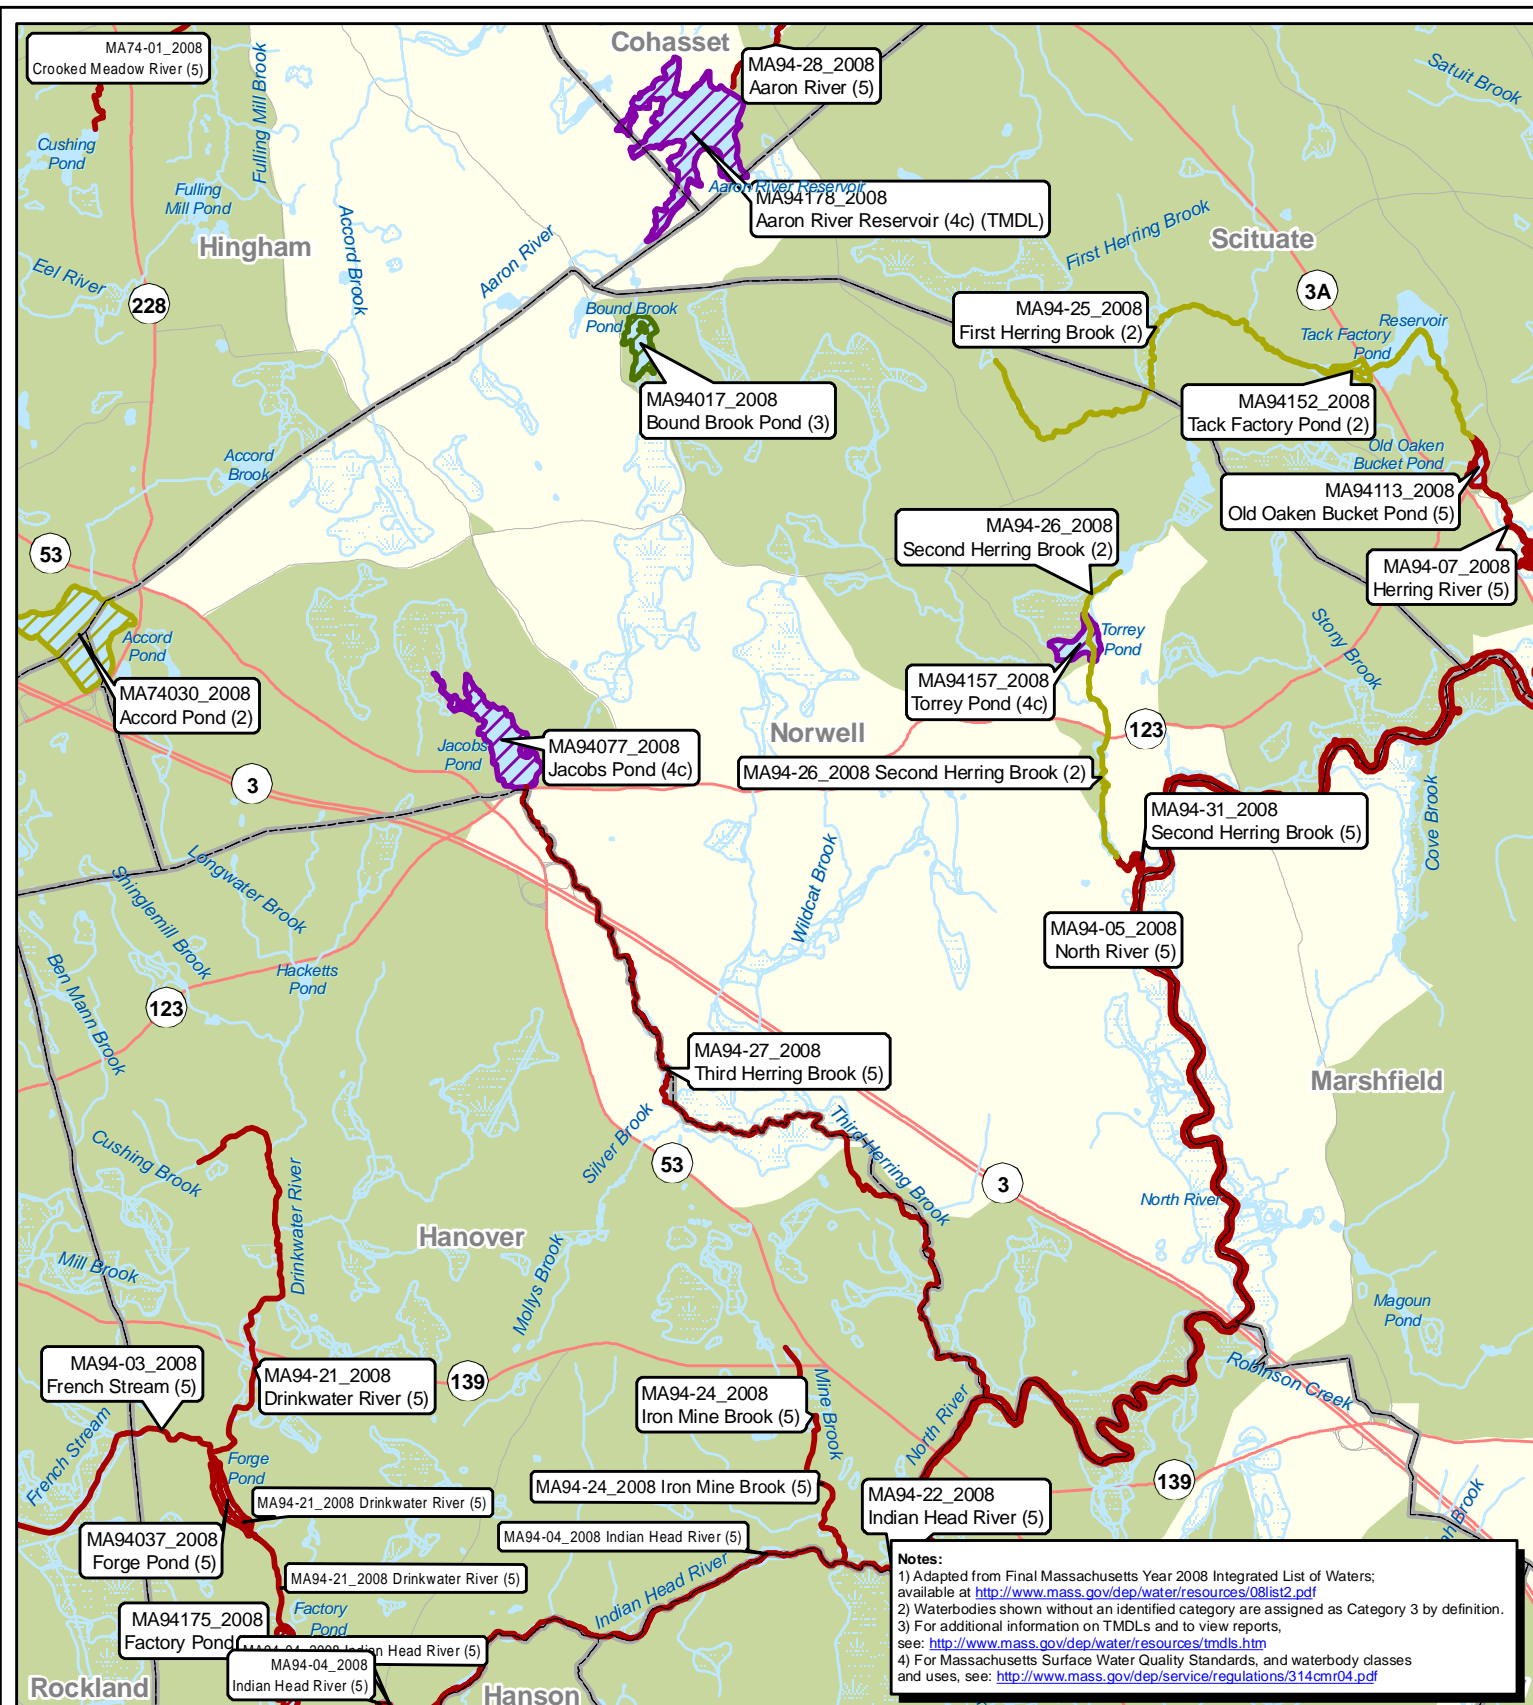 MA74-01_2008
Crooked Meadow River (5)
Cohasset
MA94-28_2008
Aaron River (5)
Satuit Brook
Fulling Mill Brook
Cushing
Pond
Fulling
Mill Pond
Accord Brook
Aaron River Reservoir
MA94178_2008
Aaron River Reservoir (4c) (TMDL)
First Herring Brook
Scituate
Hingham
Eel River
Aaron River
228
3A
Bound Brook
Pond
MA94-25_2008
First Herring Brook (2)
Reservoir
Tack Factory
Pond
MA94017_2008
Bound Brook Pond (3)
MA94152_2008
Tack Factory Pond (2)
Accord
Brook
Old Oaken
Bucket Pond
MA94113_2008
Old Oaken Bucket Pond (5)
MA94-26_2008
Second Herring Brook (2)
53
MA94-07_2008
Herring River (5)
Accord
Pond
Torrey
Pond
Stony Brook
MA74030_2008
Accord Pond (2)
MA94157_2008
Torrey Pond (4c)
Norwell
123
Jacobs
Pond
MA94077_2008
Jacobs Pond (4c)
MA94-26_2008 Second Herring Brook (2)
3
MA94-31_2008
Second Herring Brook (5)
Cove Brook
Longwater Brook
Shinglemill Brook
Wildcat Brook
MA94-05_2008
North River (5)
Ben Mann Brook
Hacketts
Pond
123
MA94-27_2008
Third Herring Brook (5)
Marshfield
Cushing Brook
Silver Brook
Third Herring Brook
53
3
North River
Drinkwater River
Hanover
Mill Brook
Mollys Brook
Magoun
Pond
MA94-03_2008
French Stream (5)
MA94-21_2008
Drinkwater River (5)
139
MA94-24_2008
Iron Mine Brook (5)
Mine Brook
Robinson Creek
French Stream
North River
Forge
Pond
MA94-24_2008 Iron Mine Brook (5)
139
MA94-21_2008 Drinkwater River (5)
MA94-22_2008
Indian Head River (5)
MA94037_2008
Forge Pond (5)
MA94-04_2008 Indian Head River (5)
Brook
MA94-21_2008 Drinkwater River (5)
Indian Head River
MA94175_2008
Factory Pond
Factory
Pond
MA94-04_2008 Indian Head River (5)
MA94-04_2008
Indian Head River (5)
Rockland
Hanson
Notes:
1) Adapted from Final Massachusetts Year 2008 Integrated List of Waters;
available at http://www.mass.gov/dep/water/resources/08list2.pdf
2) Waterbodies shown without an identified category are assigned as Category 3 by definition.
3) For additional information on TMDLs and to view reports,
see: http://www.mass.gov/dep/water/resources/tmdls.htm
4) For Massachusetts Surface Water Quality Standards, and waterbody classes
and uses, see: http://www.mass.gov/dep/service/regulations/314cmr04.pdf